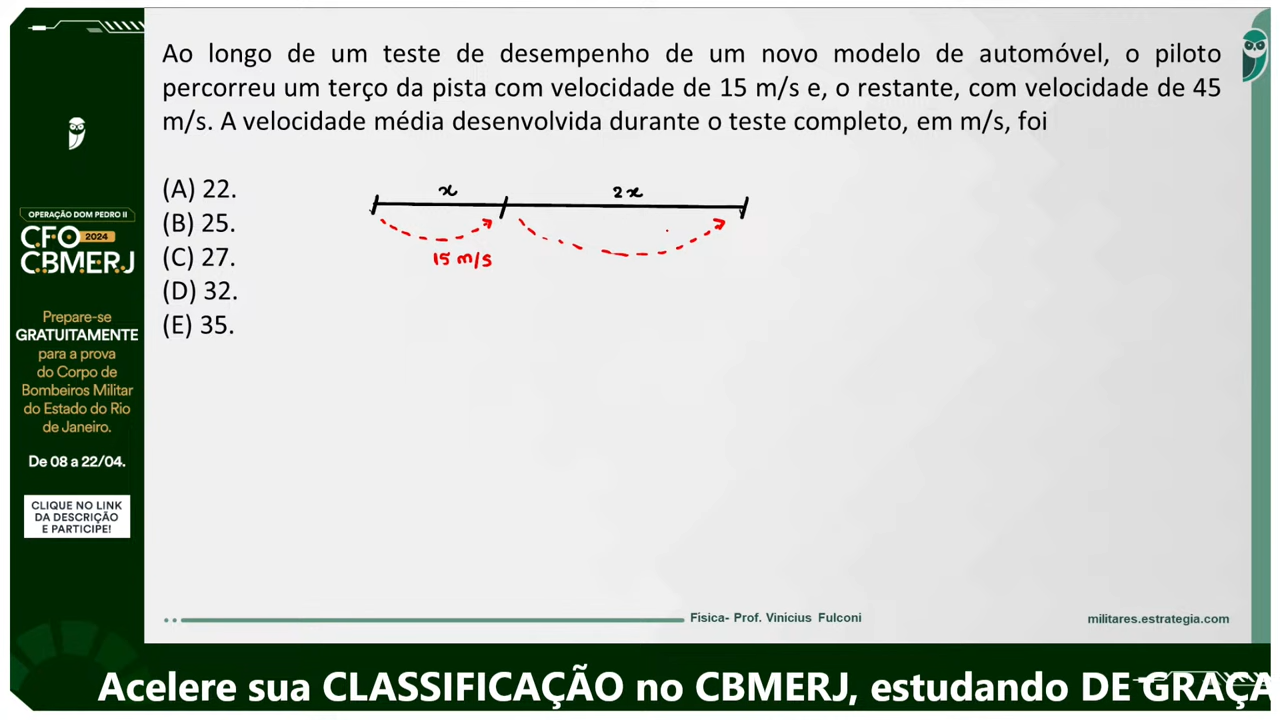 Ao longo de um teste de desempenho de um novo modelo de automóvel, o piloto
percorreu um terço da pista com velocidade de 15 m/s e, o restante, com velocidade de 45
m/s. A velocidade média desenvolvida durante o teste completo, em m/s, foi
(A) 22.
(B) 25.
(C) 27.
(D) 32.
(E) 35.
x
2x
15 m/s
OPERAÇÃO DOM PEDRO II
CFO 2024
CBMERJ
Prepare-se
GRATUITAMENTE
para a prova
do Corpo de
Bombeiros Militar
do Estado do Rio
de Janeiro.
De 08 a 22/04.
CLIQUE NO LINK
DA DESCRIÇÃO
E PARTICIPE!
Fisica- Prof. Vinicius Fulconi
militares.estrategia.com
Acelere sua CLASSIFICAÇÃO no CBMERJ, estudando DE GRAÇA